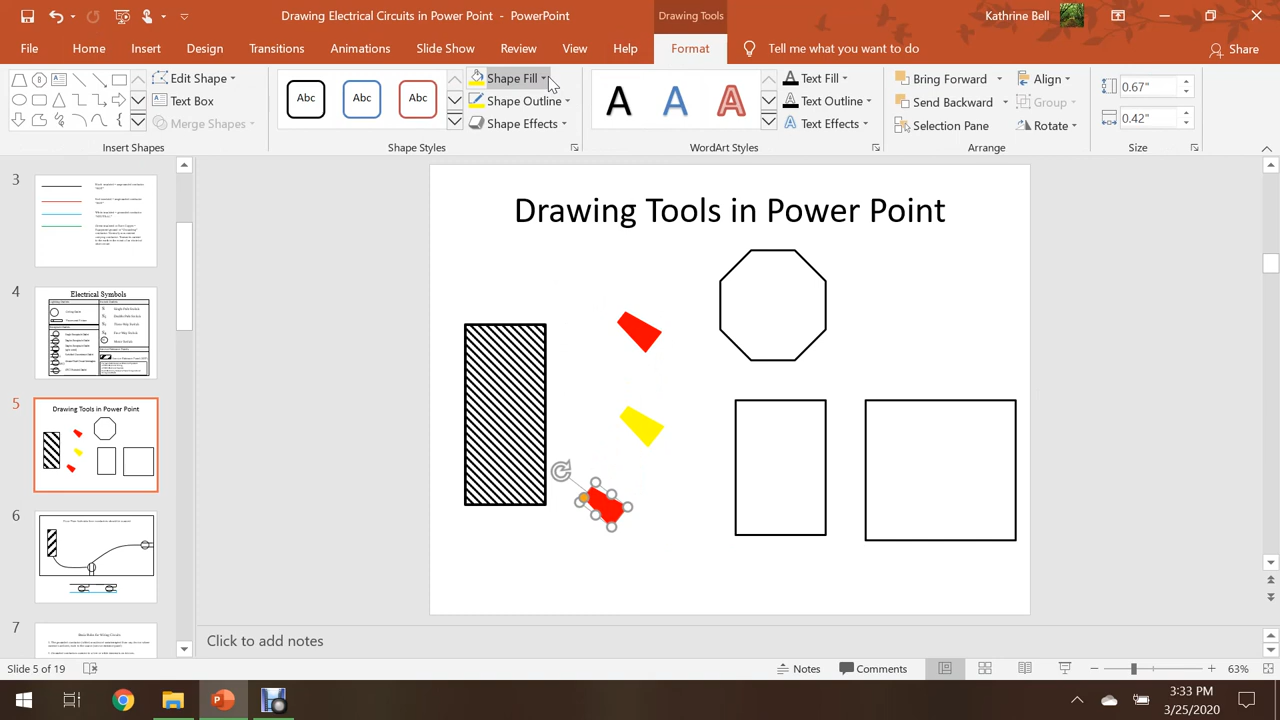 Drawing Electrical Circuits in Power Point - PowerPoint
Drawing Tools
Kathrine Bell
File Home Insert Design Transitions Animations Slide Show Review View Help Format Tell me what you want to do Share
Edit Shape
Text Box
Merge Shapes
Insert Shapes
Abc Abc Abc
Shape Fill
Shape Outline
Shape Effects
Shape Styles
A A A
Text Fill
Text Outline
Text Effects
WordArt Styles
Bring Forward
Send Backward
Selection Pane
Align
Group
Rotate
Arrange
0.67"
0.42"
Size
3
4
Electrical Symbols
5
Drawing Tools in Power Point
6
7
Drawing Tools in Power Point
Click to add notes
Slide 5 of 19
Notes
Comments
63%
3:33 PM
3/25/2020